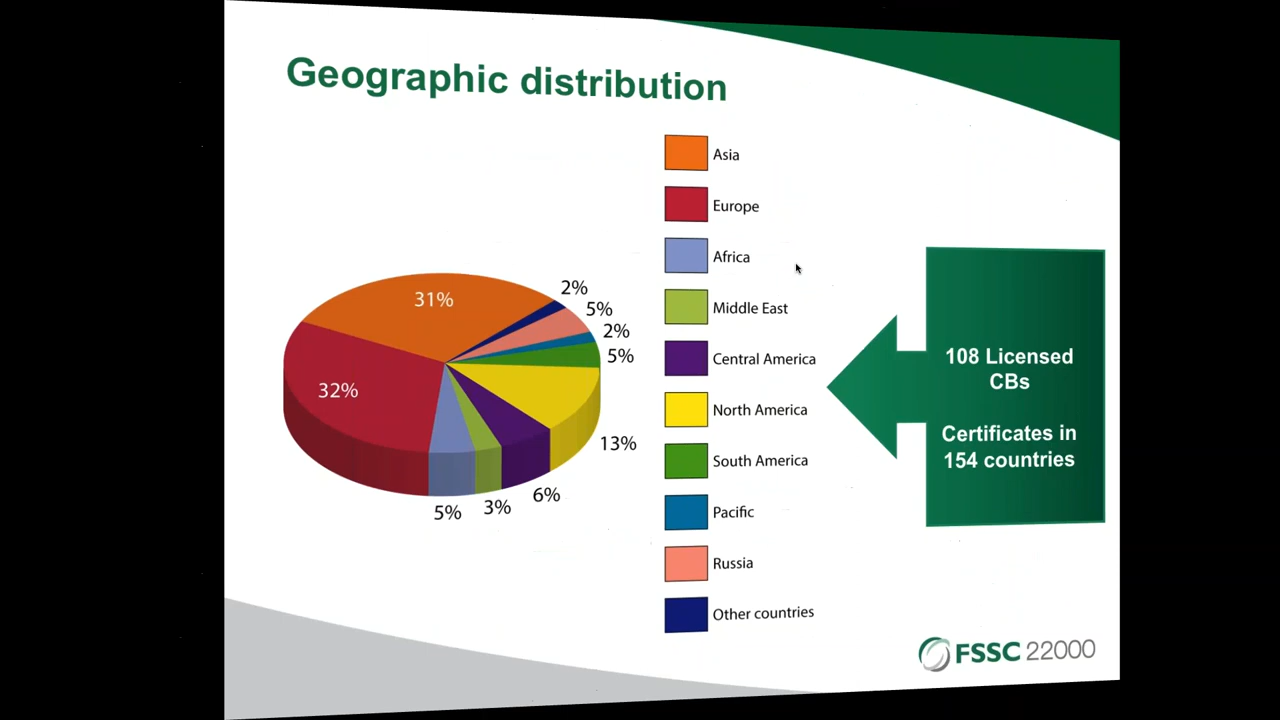 Geographic distribution
Asia
Europe
Africa
Middle East
Central America
North America
South America
Pacific
Russia
Other countries
31%
2%
5%
2%
5%
13%
6%
3%
5%
32%
108 Licensed
CBs
Certificates in
154 countries
FSSC 22000